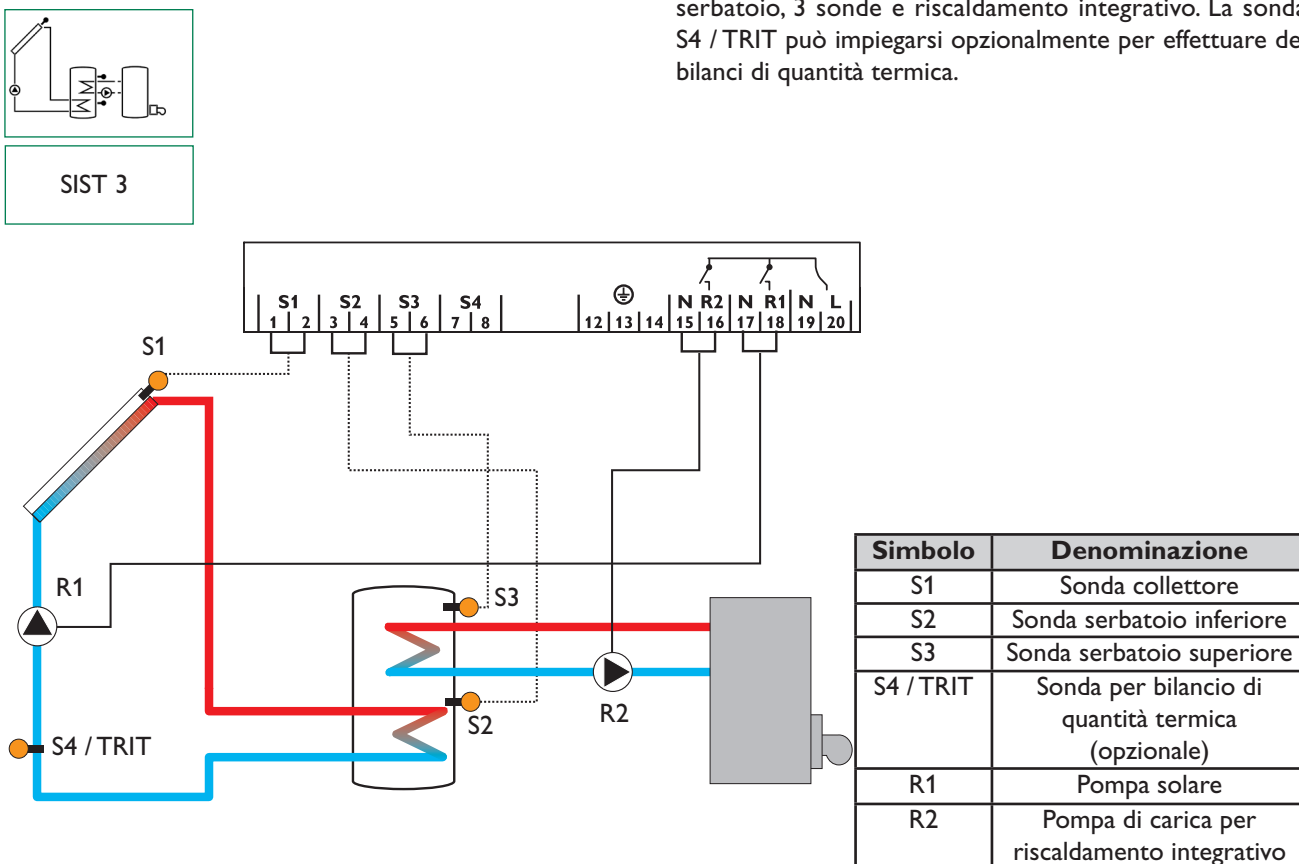 serbatoio, 3 sonde e riscaldamento integrativo. La sonda
S4 / TRIT può impiegarsi opzionalmente per effettuare de
bilanci di quantità termica.
SIST 3
S1 S2 S3 S4 N R2 N R1 N L
1 2 3 4 5 6 7 8 12 13 14 15 16 17 18 19 20
S1
R1
S3
S2
R2
S4 / TRIT
Simbolo Denominazione
S1 Sonda collettore
S2 Sonda serbatoio inferiore
S3 Sonda serbatoio superiore
S4 / TRIT Sonda per bilancio di
quantità termica
(opzionale)
R1 Pompa solare
R2 Pompa di carica per
riscaldamento integrativo